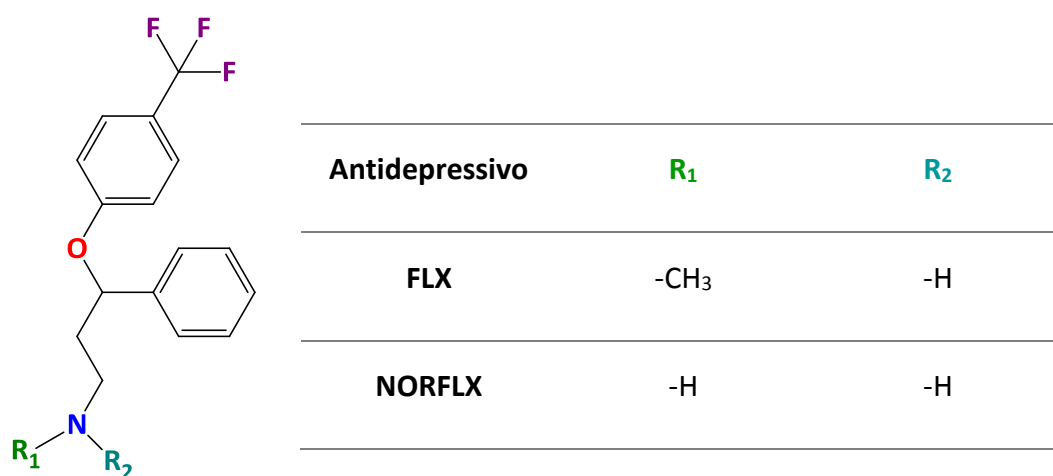 F F
F
O
N
R₁
R₂
Antidepressivo R₁ R₂
FLX -CH₃ -H
NORFLX -H -H